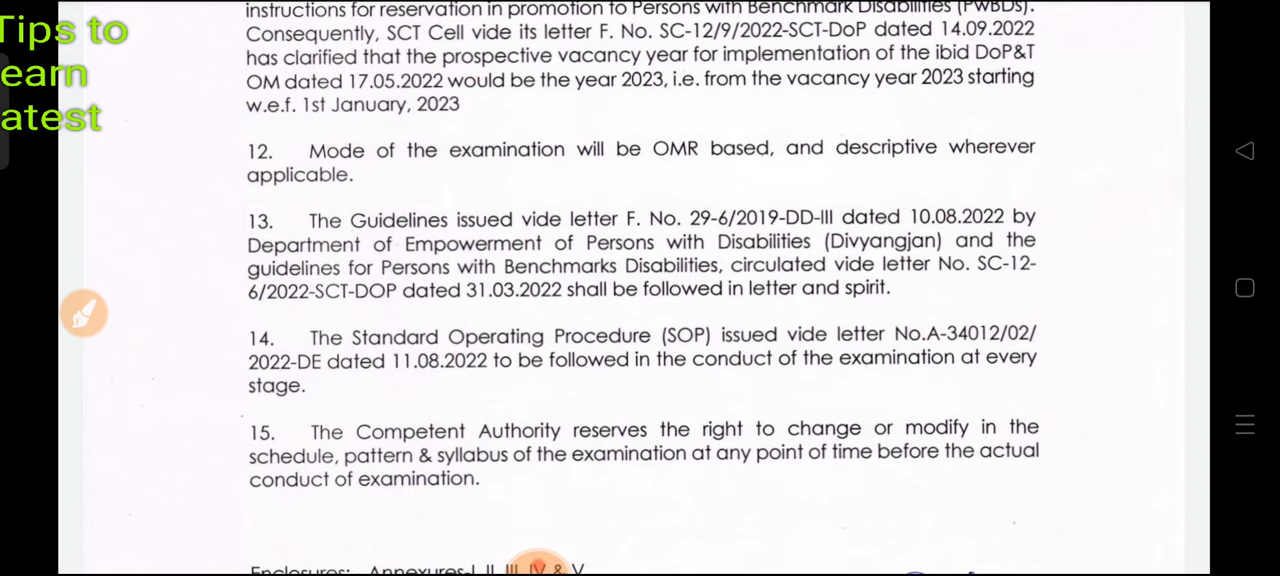 Tips to
earn
atest
instructions for reservation in promotion to Persons with Benchmark Disabilities (PwBDs).
Consequently, SCT Cell vide its letter F. No. SC-12/9/2022-SCT-DoP dated 14.09.2022
has clarified that the prospective vacancy year for implementation of the ibid DoP&T
OM dated 17.05.2022 would be the year 2023, i.e. from the vacancy year 2023 starting
w.e.f. 1st January, 2023
12. Mode of the examination will be OMR based, and descriptive wherever
applicable.
13. The Guidelines issued vide letter F. No. 29-6/2019-DD-III dated 10.08.2022 by
Department of Empowerment of Persons with Disabilities (Divyangjan) and the
guidelines for Persons with Benchmarks Disabilities, circulated vide letter No. SC-12-
6/2022-SCT-DOP dated 31.03.2022 shall be followed in letter and spirit.
14. The Standard Operating Procedure (SOP) issued vide letter No.A-34012/02/
2022-DE dated 11.08.2022 to be followed in the conduct of the examination at every
stage.
15. The Competent Authority reserves the right to change or modify in the
schedule, pattern & syllabus of the examination at any point of time before the actual
conduct of examination.
Enclosures: Annexures-I, II, III, IV & V